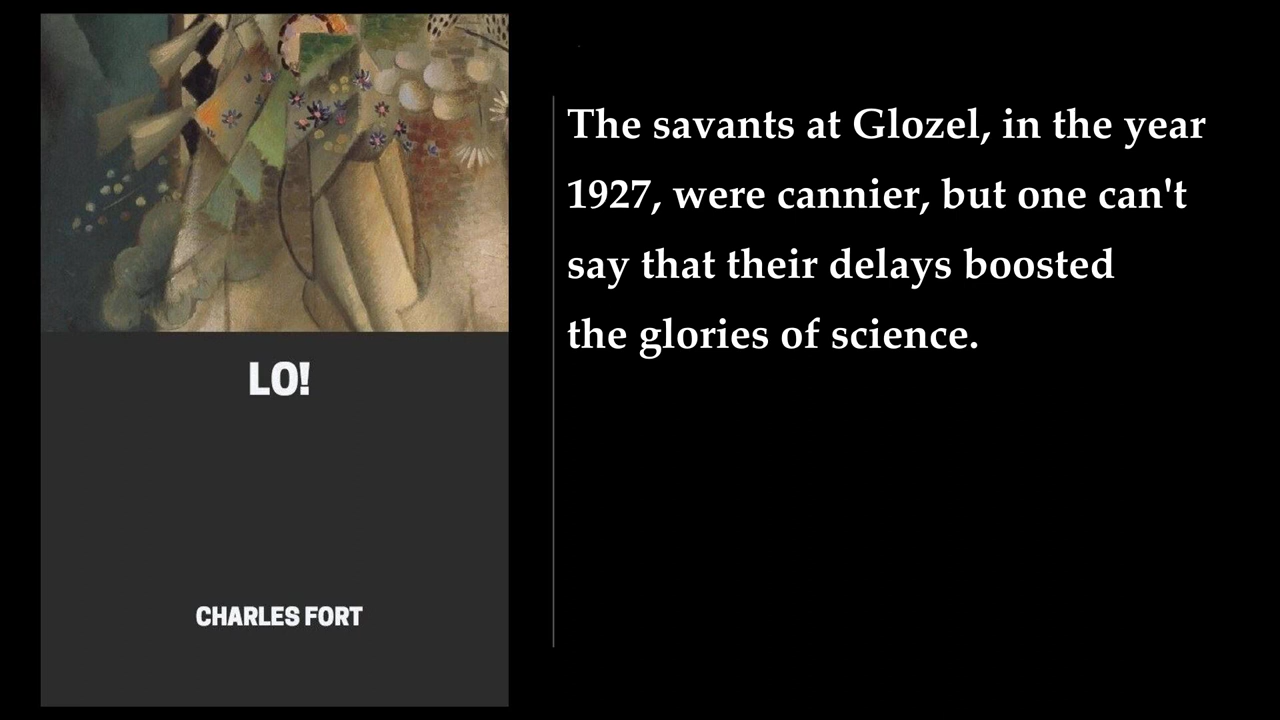 LO!
CHARLES FORT
The savants at Glozel, in the year
1927, were cannier, but one can't
say that their delays boosted
the glories of science.